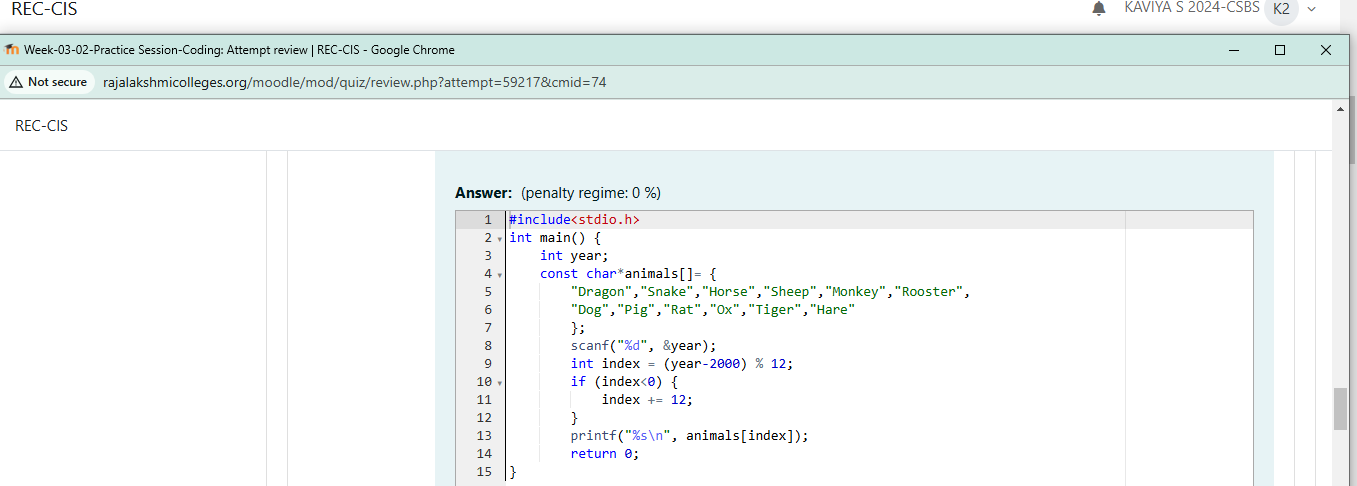 REC-CIS
KAVIYA S 2024-CSBS K2
Week-03-02-Practice Session-Coding: Attempt review | REC-CIS - Google Chrome
Not secure rajalakshmicolleges.org/moodle/mod/quiz/review.php?attempt=59217&cmid=74
REC-CIS
Answer: (penalty regime: 0 %)
1 #include<stdio.h>
2 int main() {
3 int year;
4 const char*animals[]= {
5 "Dragon","Snake","Horse","Sheep","Monkey","Rooster",
6 "Dog","Pig","Rat","Ox","Tiger","Hare"
7 };
8 scanf("%d", &year);
9 int index = (year-2000) % 12;
10 if (index<0) {
11 index += 12;
12 }
13 printf("%s\n", animals[index]);
14 return 0;
15 }